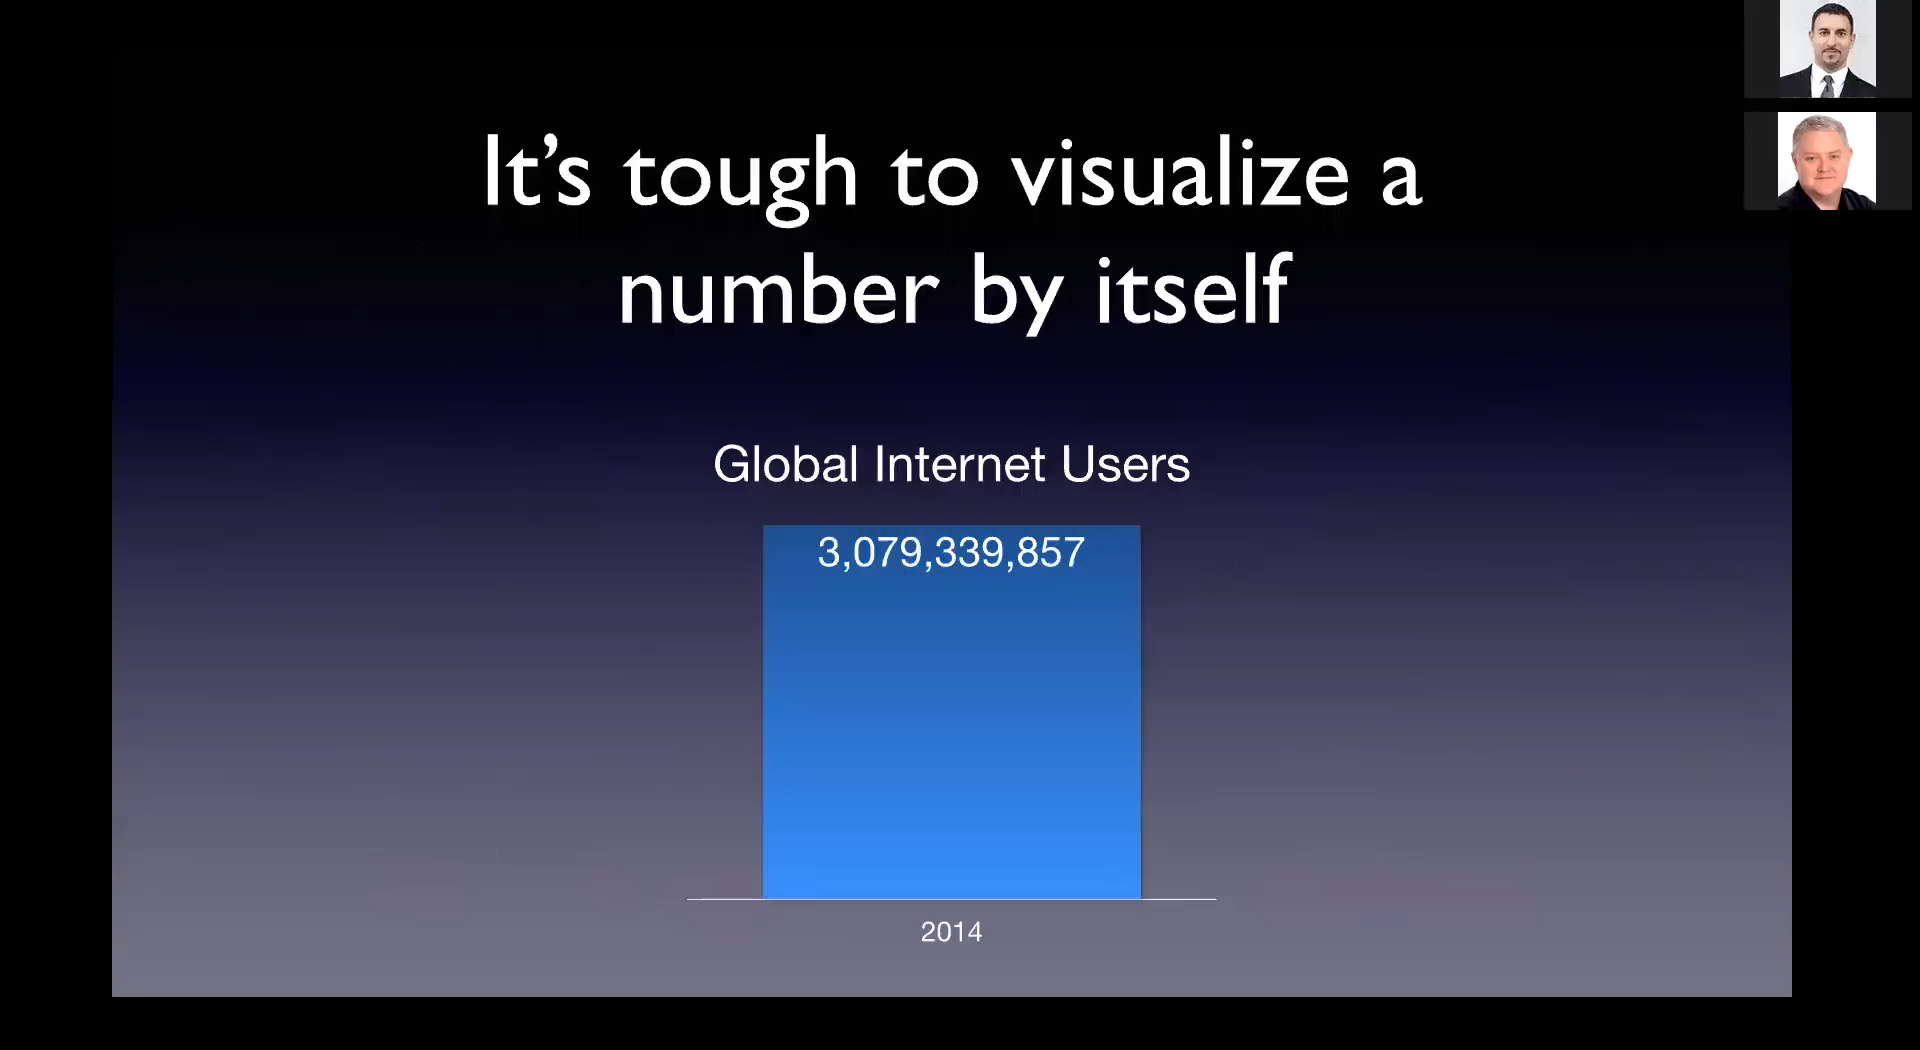 It’s tough to visualize a
number by itself
Global Internet Users
3,079,339,857
2014